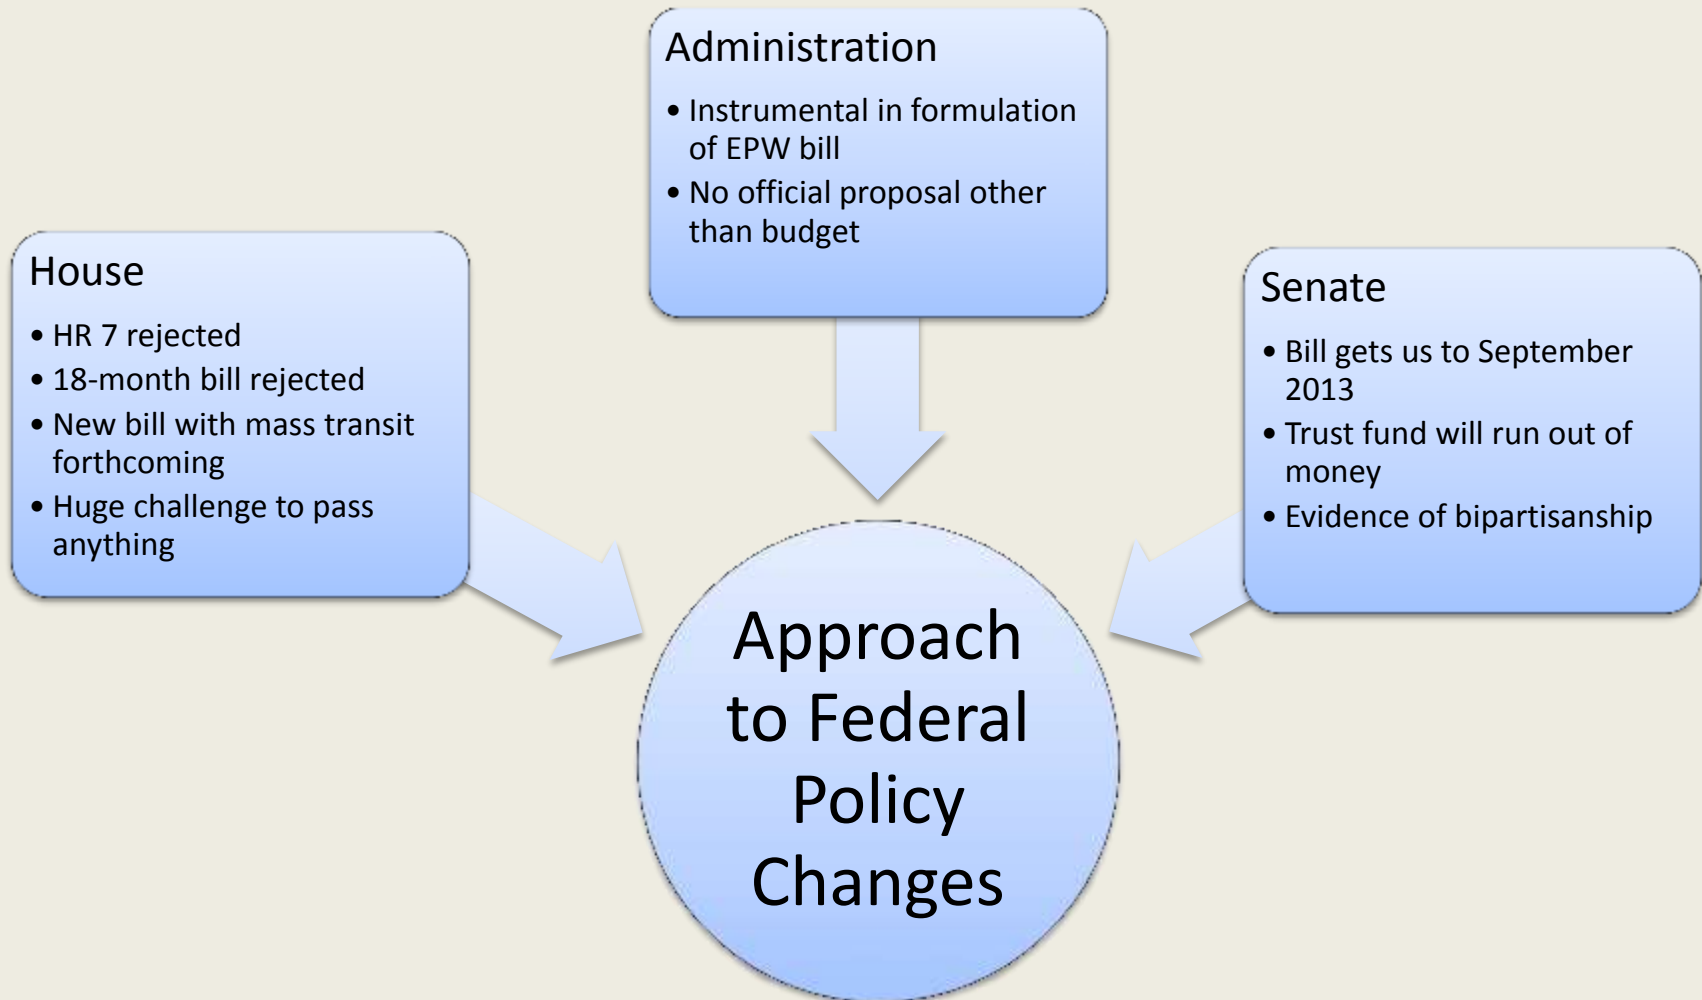 Administration
• Instrumental in formulation
of EPW bill
• No official proposal other
than budget
House
• HR 7 rejected
• 18-month bill rejected
• New bill with mass transit
forthcoming
• Huge challenge to pass
anything
Senate
• Bill gets us to September
2013
• Trust fund will run out of
money
• Evidence of bipartisanship
Approach
to Federal
Policy
Changes